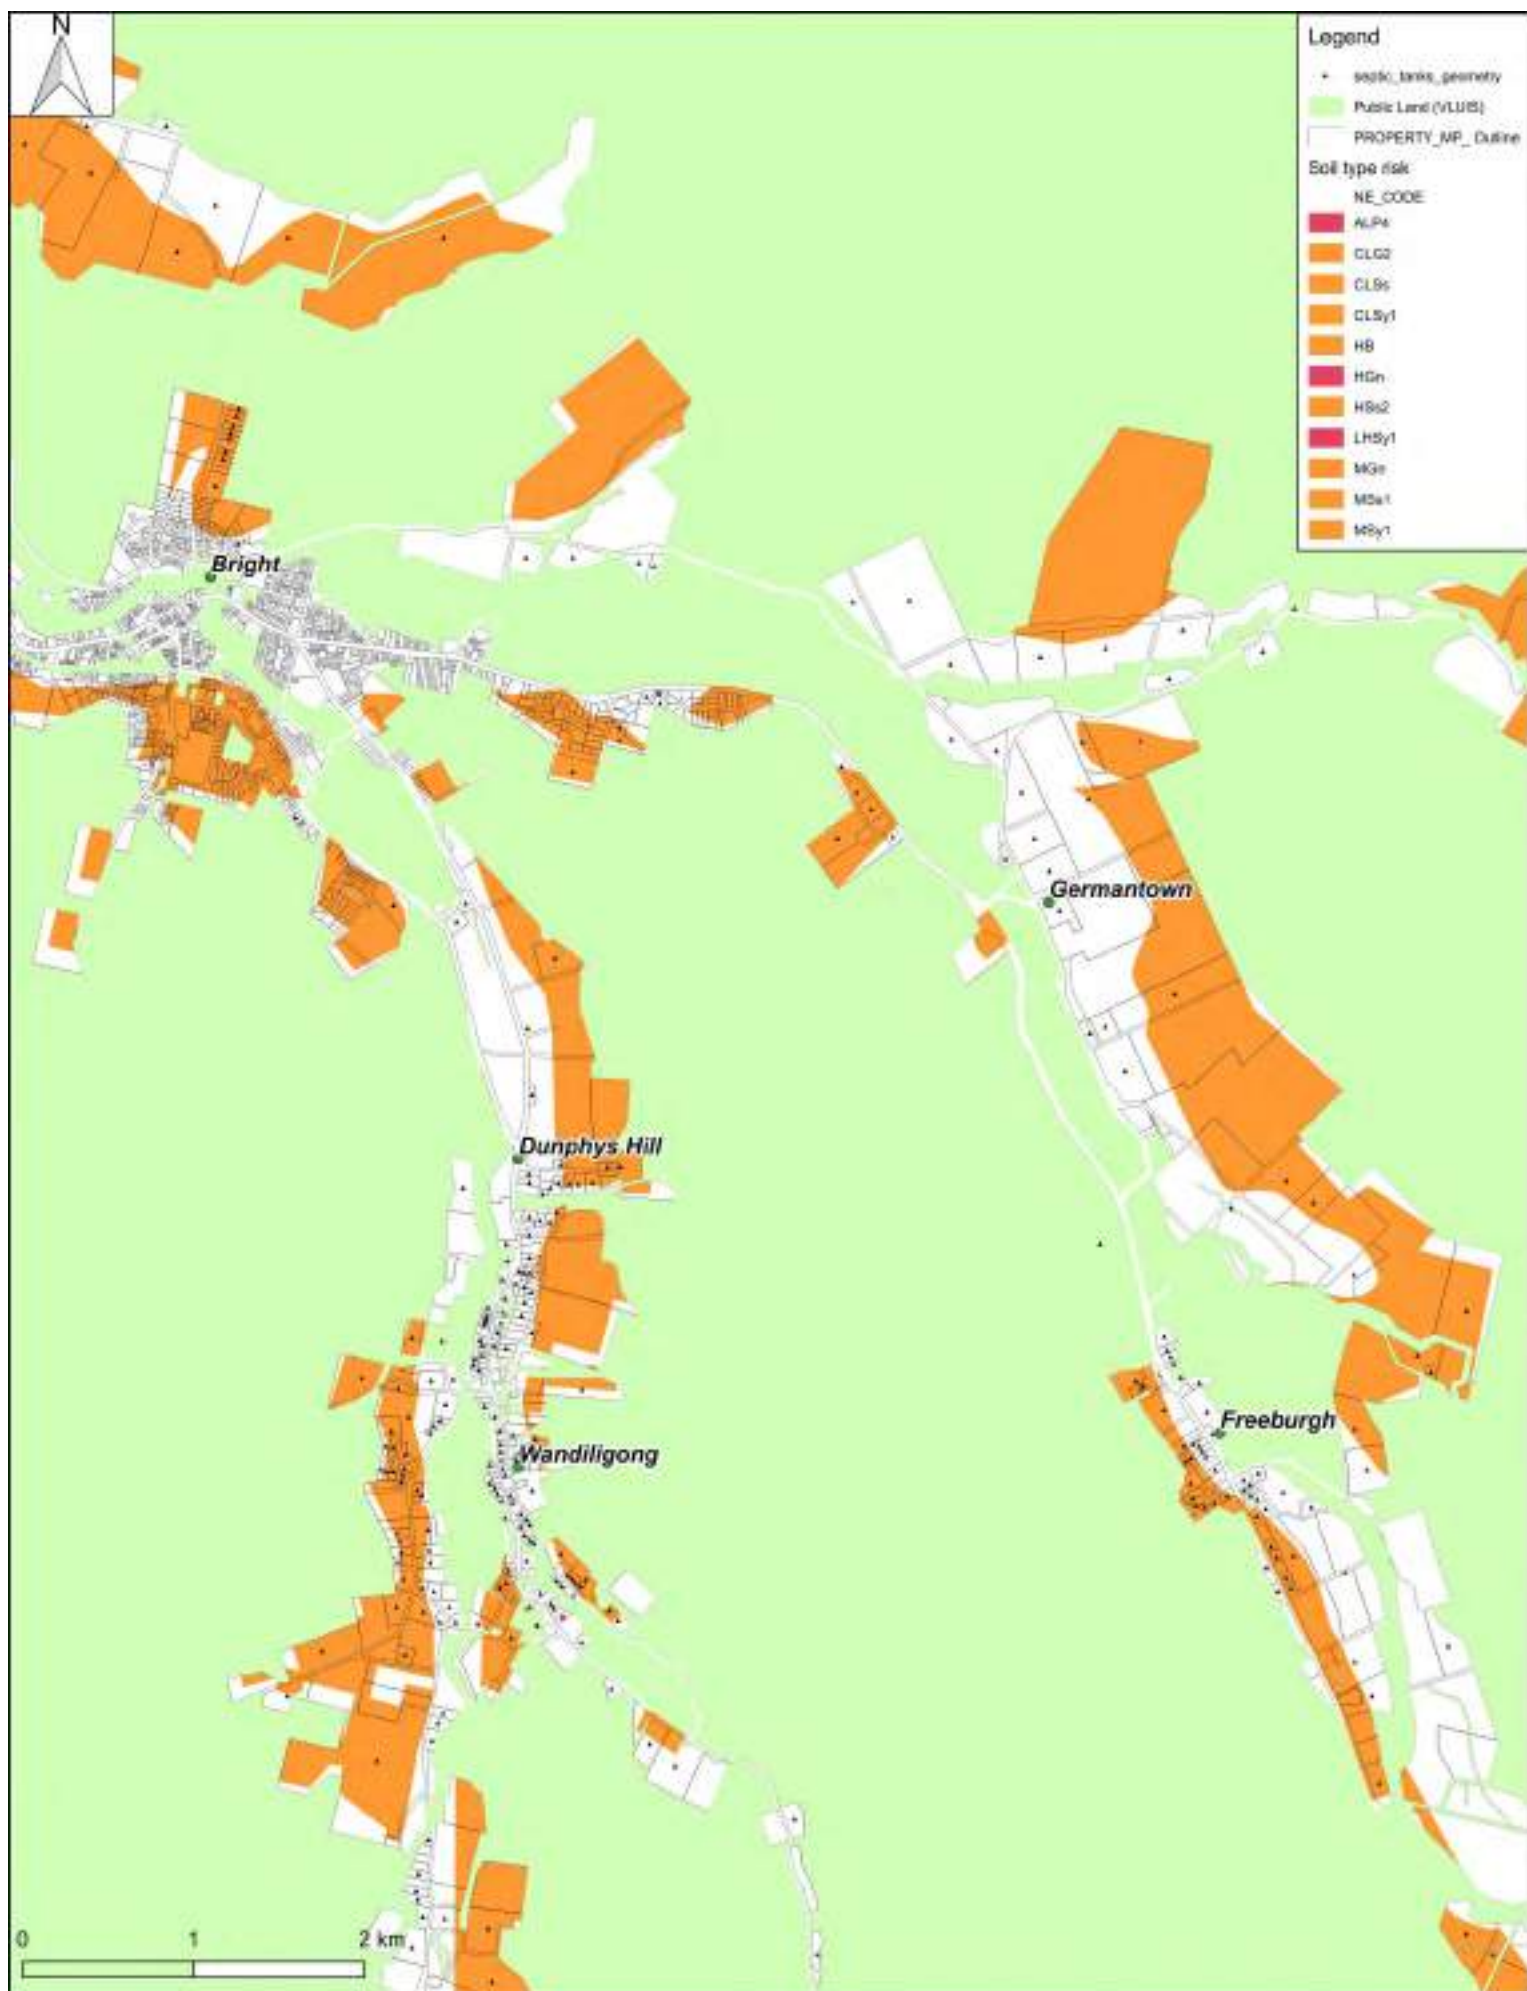 N
Legend
septic_tanks_geometry
Public Land (VLUIS)
PROPERTY_MP_ Outline
Soil type risk
NE_CODE
ALP4
CLG2
CLSs
CLSy1
HB
HGn
HSs2
LHSy1
MGn
MSs1
MSy1
Bright
Germantown
Dunphys Hill
Freeburgh
Wandiligong
0 1 2 km